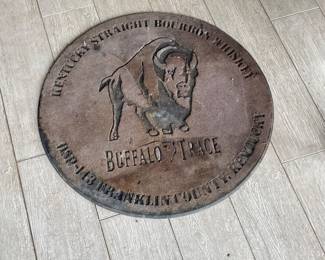 KENTUCKY STRAIGHT BOURBON WHISKEY
BUFFALO TRACE
DSP-113 FRANKLIN COUNTY, KENTUCKY